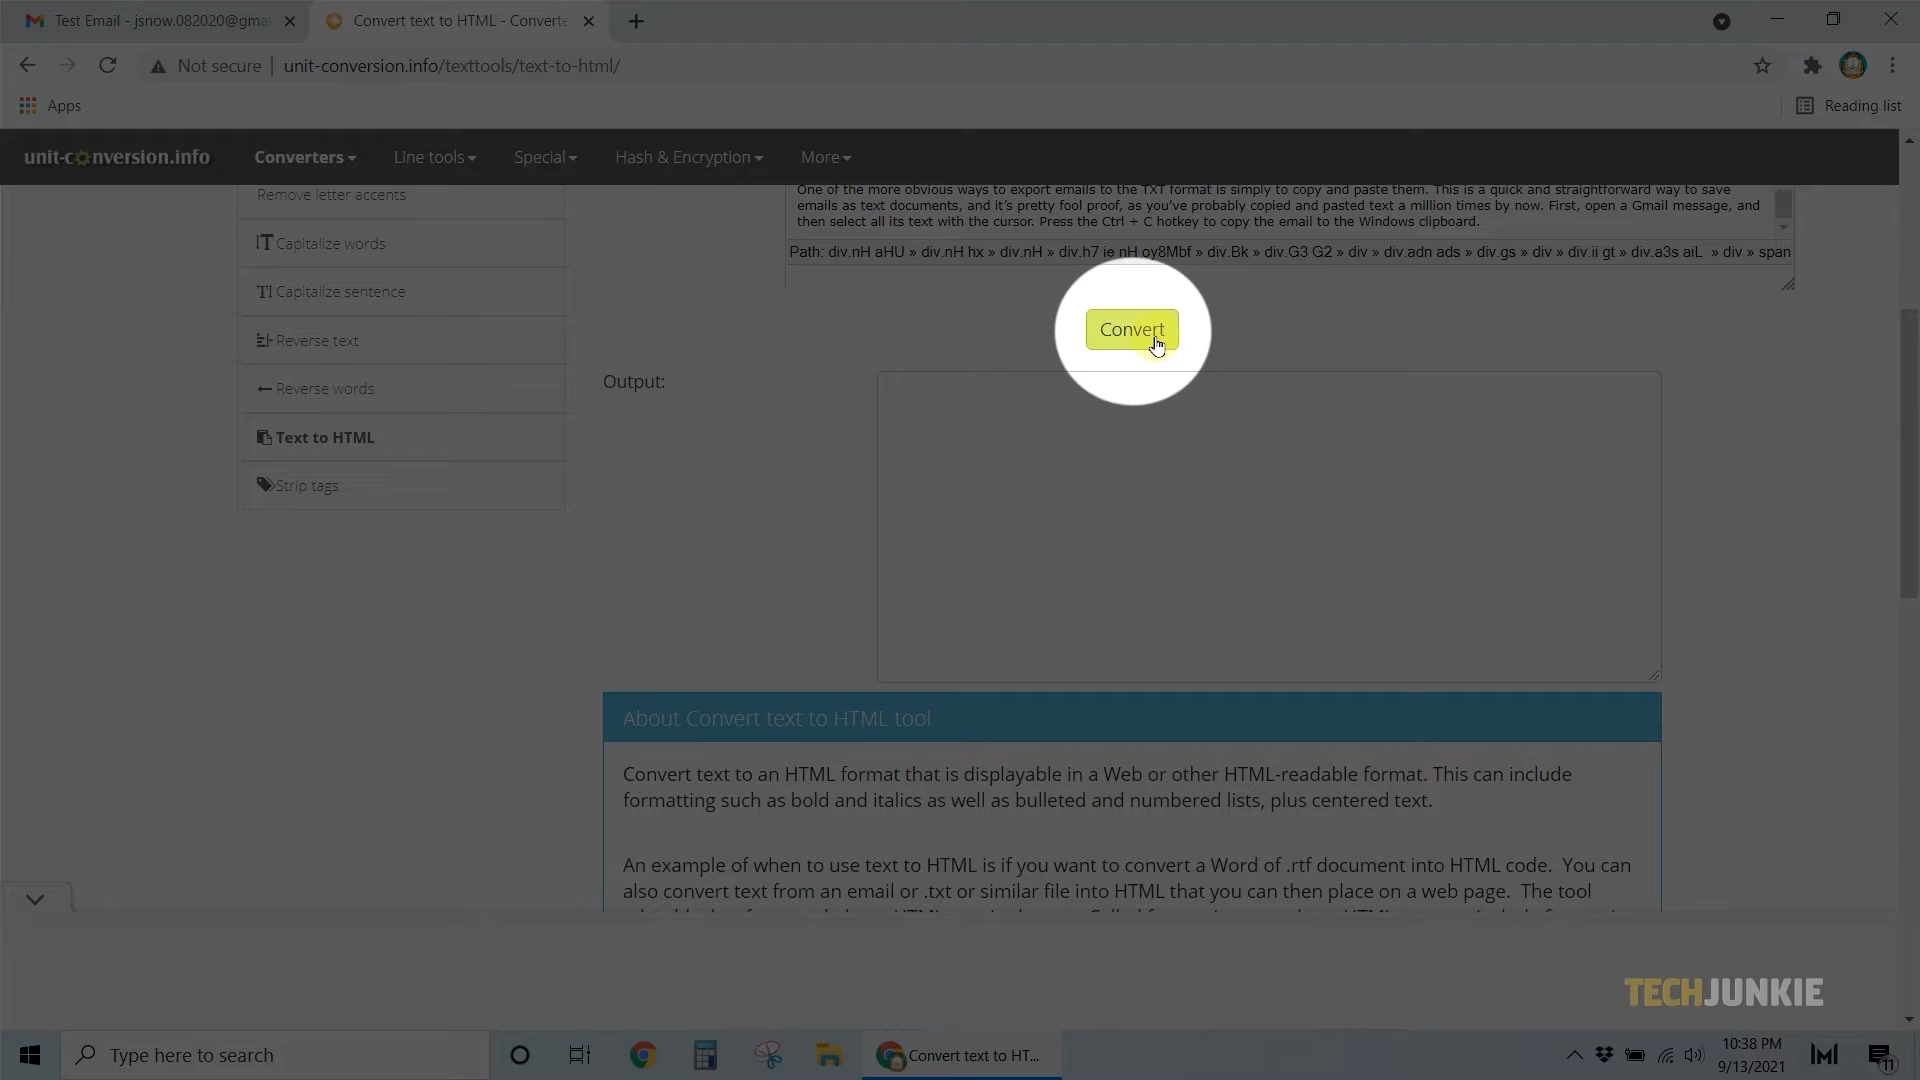 Test Email - jsnow.082020@gma
Convert text to HTML - Converte
Not secure
unit-conversion.info/texttools/text-to-html/
Apps
Reading list
unit-conversion.info
Converters
Line tools
Special
Hash & Encryption
More
Remove letter accents
Capitalize words
Capitalize sentence
Reverse text
Reverse words
Text to HTML
Strip tags
One of the more obvious ways to export emails to the TXT format is simply to copy and paste them. This is a quick and straightforward way to save
emails as text documents, and it's pretty fool proof, as you've probably copied and pasted text a million times by now. First, open a Gmail message, and
then select all its text with the cursor. Press the Ctrl + C hotkey to copy the email to the Windows clipboard.
Path: div.nH aHU » div.nH hx » div.nH » div.h7 ie nH oy8Mbf » div.Bk » div.G3 G2 » div » div.adn ads » div.gs » div » div.ii gt » div.a3s aiL » div » span
Convert
Output:
About Convert text to HTML tool
Convert text to an HTML format that is displayable in a Web or other HTML-readable format. This can include
formatting such as bold and italics as well as bulleted and numbered lists, plus centered text.
An example of when to use text to HTML is if you want to convert a Word of .rtf document into HTML code. You can
also convert text from an email or .txt or similar file into HTML that you can then place on a web page. The tool
TECHJUNKIE
Type here to search
Convert text to HT...
10:38 PM
9/13/2021
11